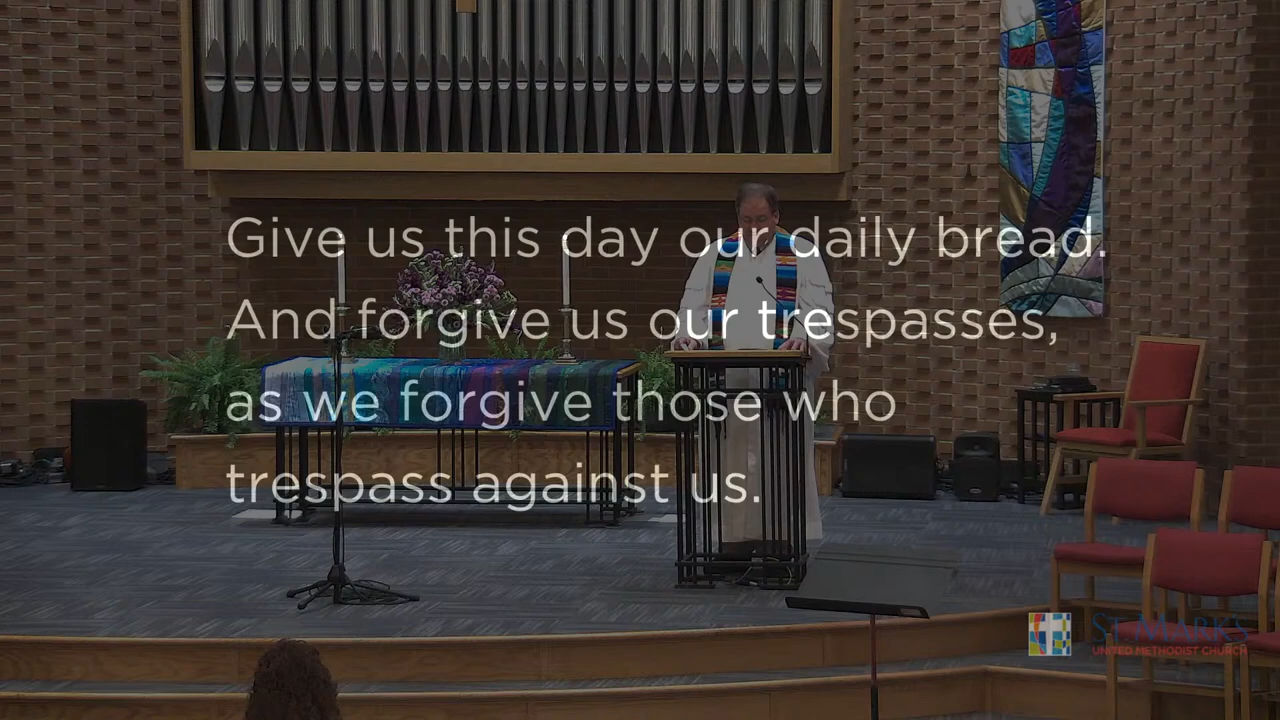 Give us this day our daily bread.
And forgive us our trespasses,
as we forgive those who
trespass against us.
St. Marks
UNITED METHODIST CHURCH